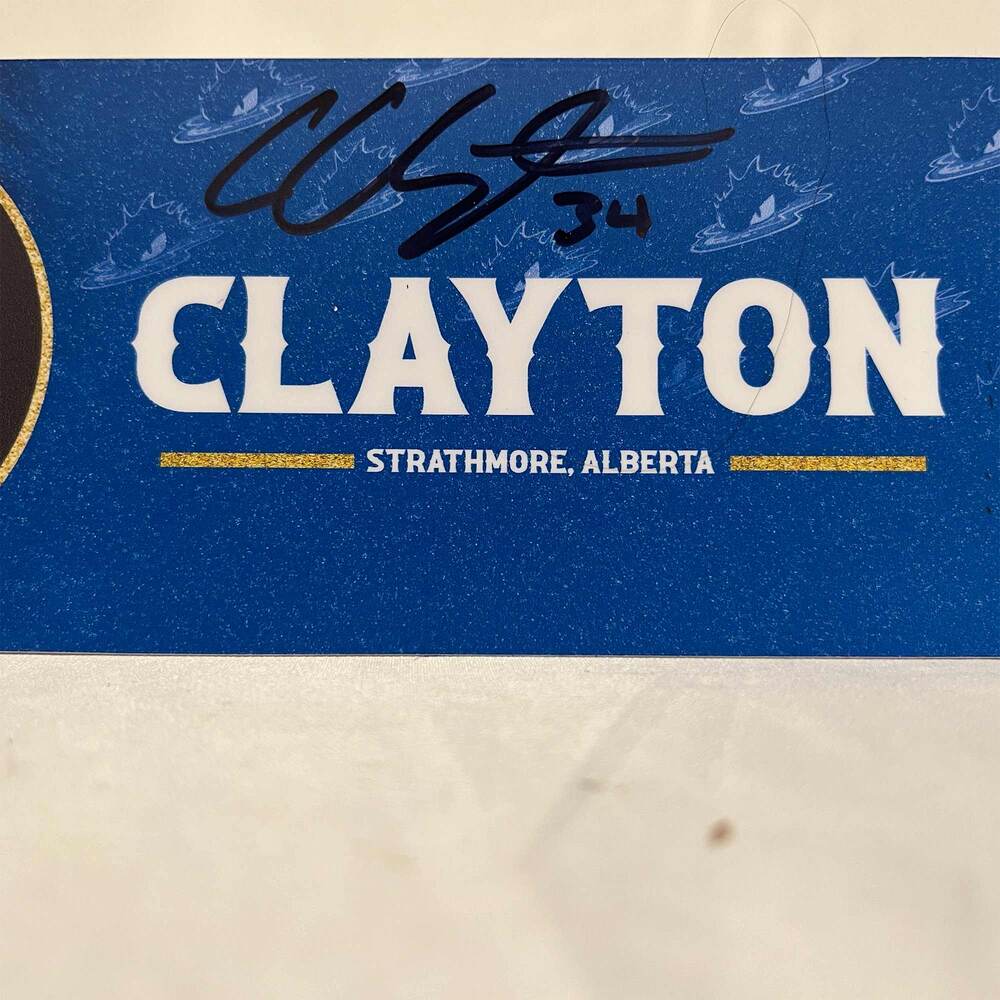 34
CLAYTON
STRATHMORE, ALBERTA